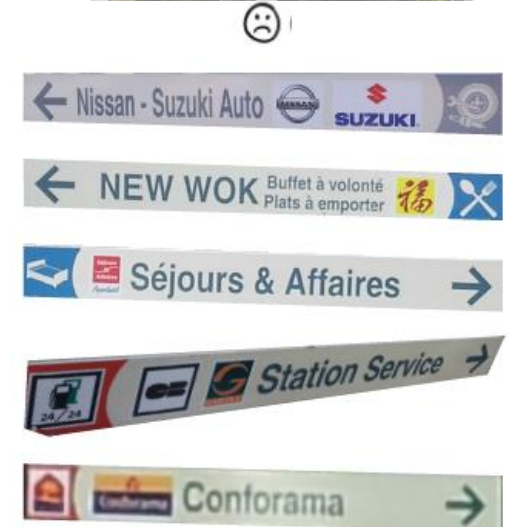 Nissan - Suzuki Auto NISSAN SUZUKI
NEW WOK Buffet à volonté
Plats à emporter 福
Séjours & Affaires
24/24 Station Service
Conforama Conforama